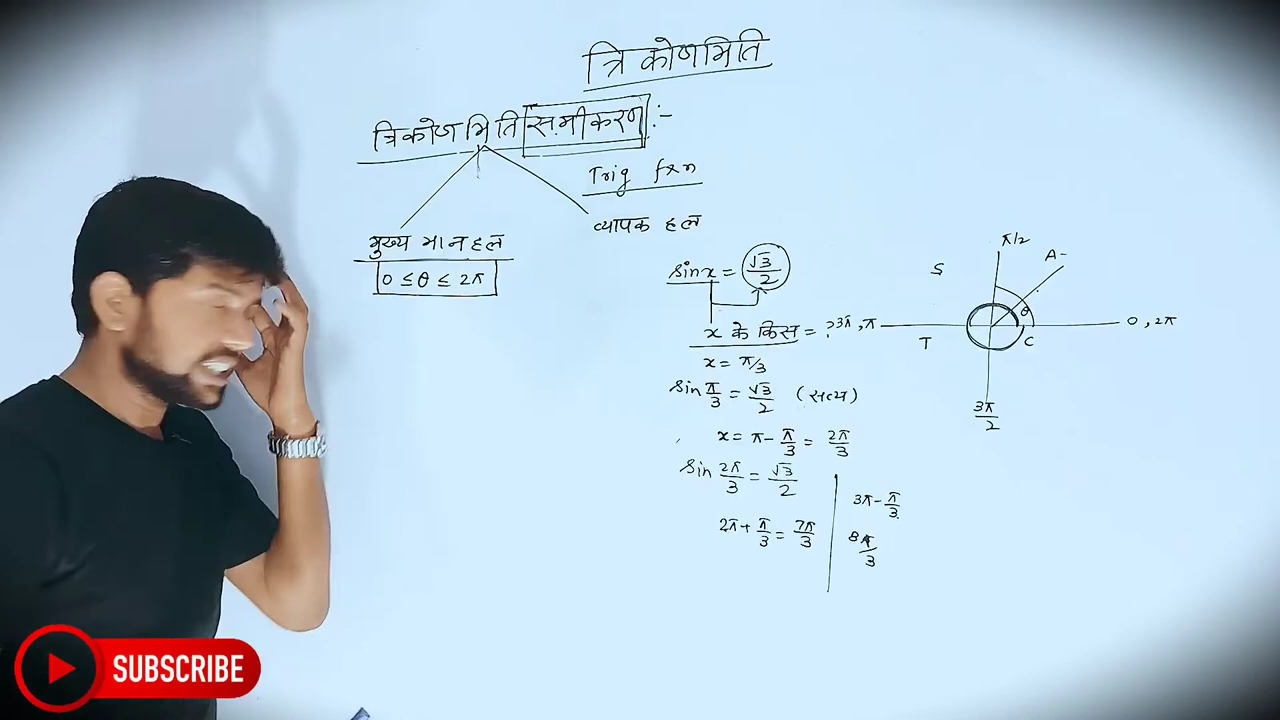 त्रिकोणमिति
त्रिकोणमिति समीकरण :-
Trig fxn
मुख्य मान हल
व्यापक हल
0 ≤ θ ≤ 2π
sin x = √3/2
x के किस = ?
x = π/3
sin π/3 = √3/2 (सत्य)
x = π - π/3 = 2π/3
sin 2π/3 = √3/2
2π + π/3 = 7π/3
3π - π/3
8π/3
π/2
S
A
θ
3π, π
0, 2π
T
C
3π/2
SUBSCRIBE